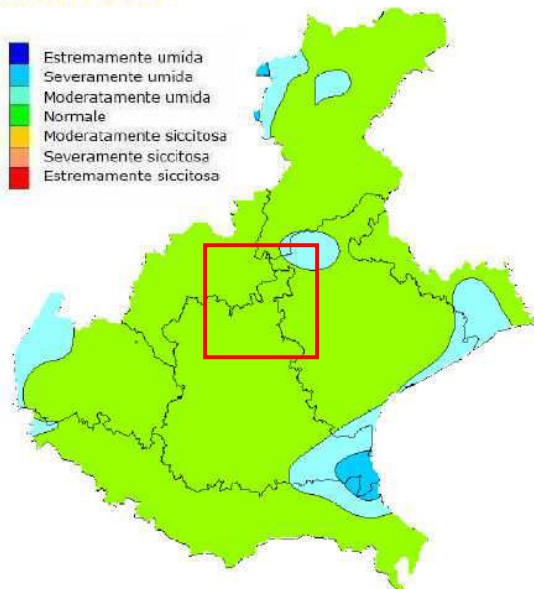 Estremamente umida
Severamente umida
Moderatamente umida
Normale
Moderatamente siccitosa
Severamente siccitosa
Estremamente siccitosa